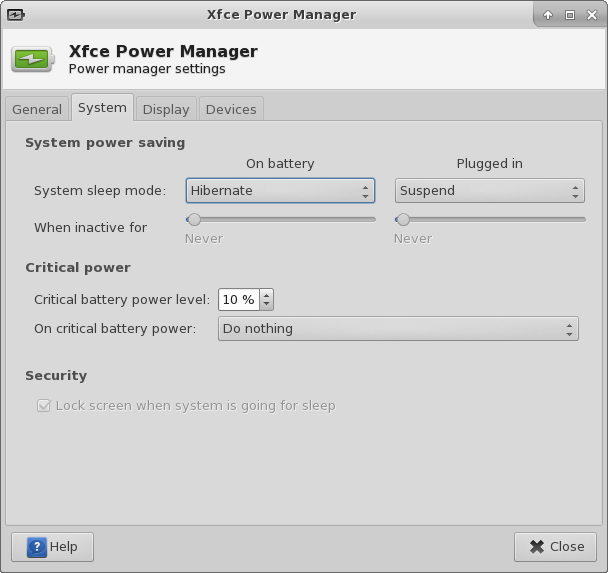 Xfce Power Manager
Xfce Power Manager
Power manager settings
General System Display Devices
System power saving
On battery Plugged in
System sleep mode: Hibernate Suspend
When inactive for
Never Never
Critical power
Critical battery power level: 10 %
On critical battery power: Do nothing
Security
Lock screen when system is going for sleep
? Help Close